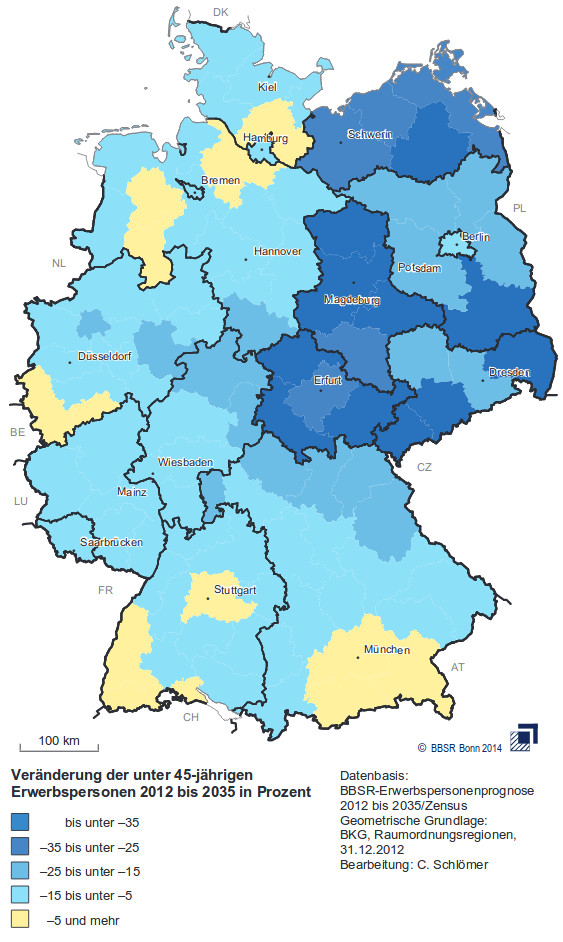 DK
Kiel
Hamburg
Schwerin
Bremen
PL
Berlin
Hannover
NL
Potsdam
Magdeburg
Düsseldorf
Dresden
Erfurt
BE
Wiesbaden
CZ
Mainz
LU
Saarbrücken
FR
Stuttgart
München
AT
CH
100 km
© BBSR Bonn 2014
Veränderung der unter 45-jährigen
Erwerbspersonen 2012 bis 2035 in Prozent
bis unter –35
–35 bis unter –25
–25 bis unter –15
–15 bis unter –5
–5 und mehr
Datenbasis:
BBSR-Erwerbspersonenprognose
2012 bis 2035/Zensus
Geometrische Grundlage:
BKG, Raumordnungsregionen,
31.12.2012
Bearbeitung: C. Schlömer